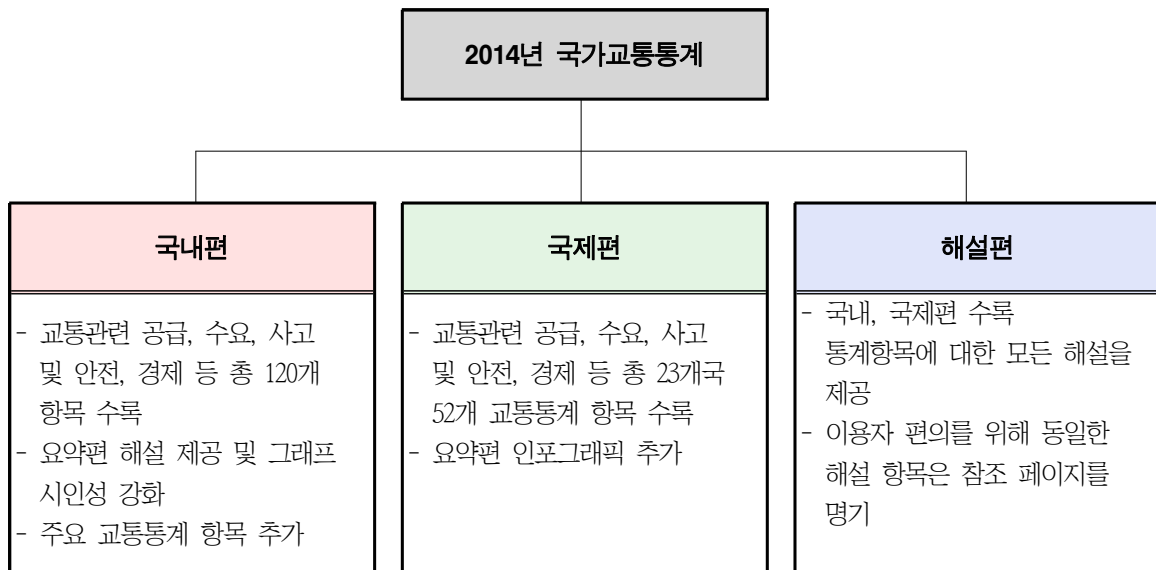 2014년 국가교통통계
국내편
- 교통관련 공급, 수요, 사고
및 안전, 경제 등 총 120개
항목 수록
- 요약편 해설 제공 및 그래프
시인성 강화
- 주요 교통통계 항목 추가
국제편
- 교통관련 공급, 수요, 사고
및 안전, 경제 등 총 23개국
52개 교통통계 항목 수록
- 요약편 인포그래픽 추가
해설편
- 국내, 국제편 수록
통계항목에 대한 모든 해설을
제공
- 이용자 편의를 위해 동일한
해설 항목은 참조 페이지를
명기